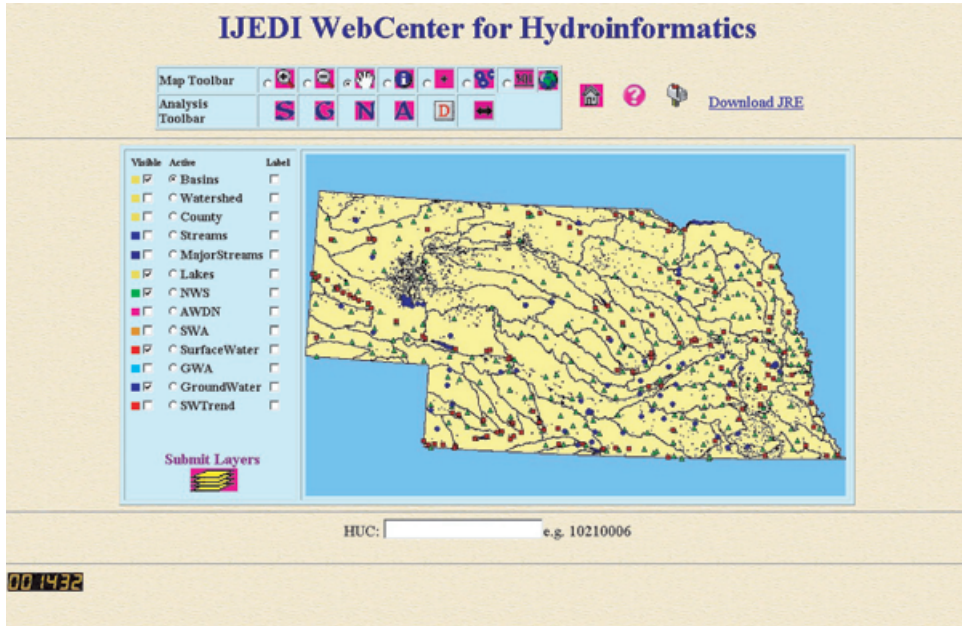 IJEDI WebCenter for Hydroinformatics
Map Toolbar
Analysis
Toolbar
S G N A D
Download JRE
Visible Active Label
Basins
Watershed
County
Streams
MajorStreams
Lakes
NWS
AWDN
SWA
SurfaceWater
GWA
GroundWater
SWTrend
Submit Layers
HUC: e.g. 10210006
001432